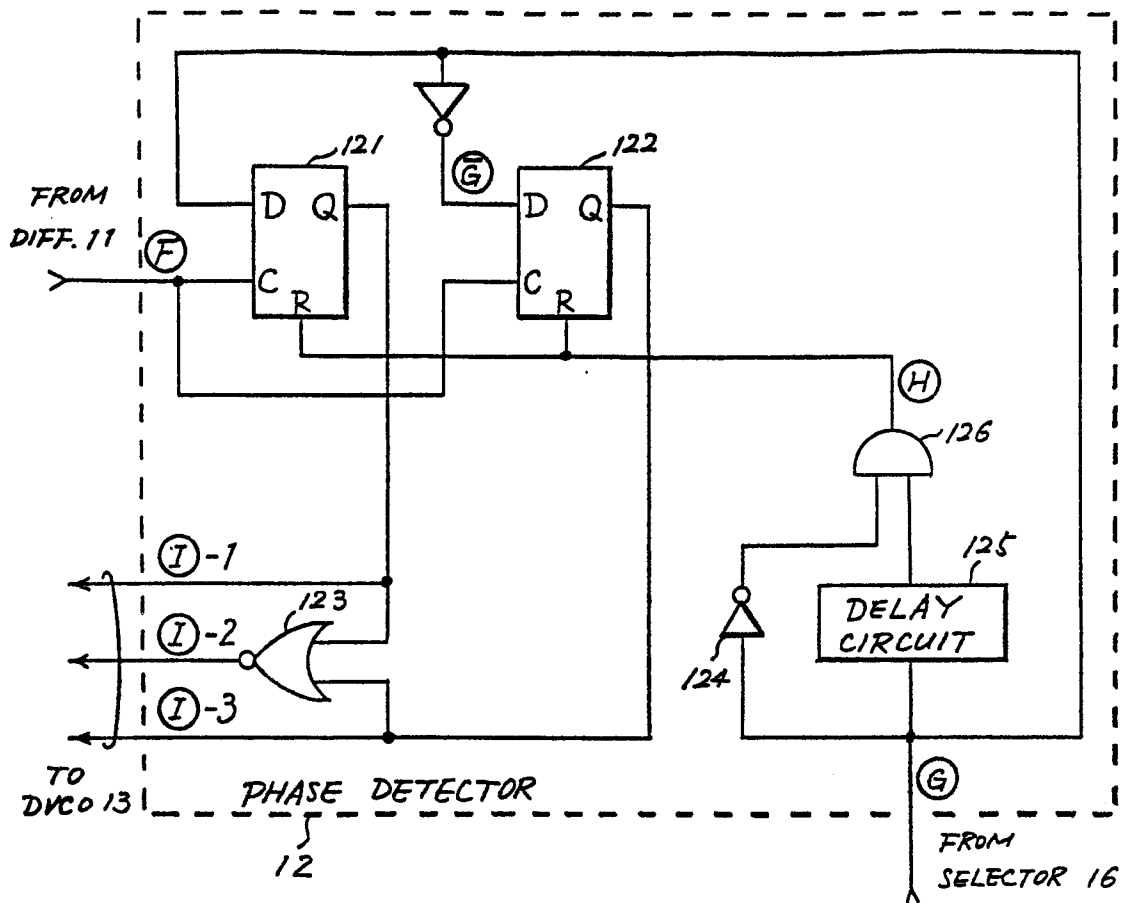 121
122
FROM
DIFF. 11
F
G̅
D Q
C
R
D Q
C
R
H
126
I-1
123
125
I-2
DELAY
CIRCUIT
124
I-3
TO
DVCO 13
PHASE DETECTOR
G
12
FROM
SELECTOR 16